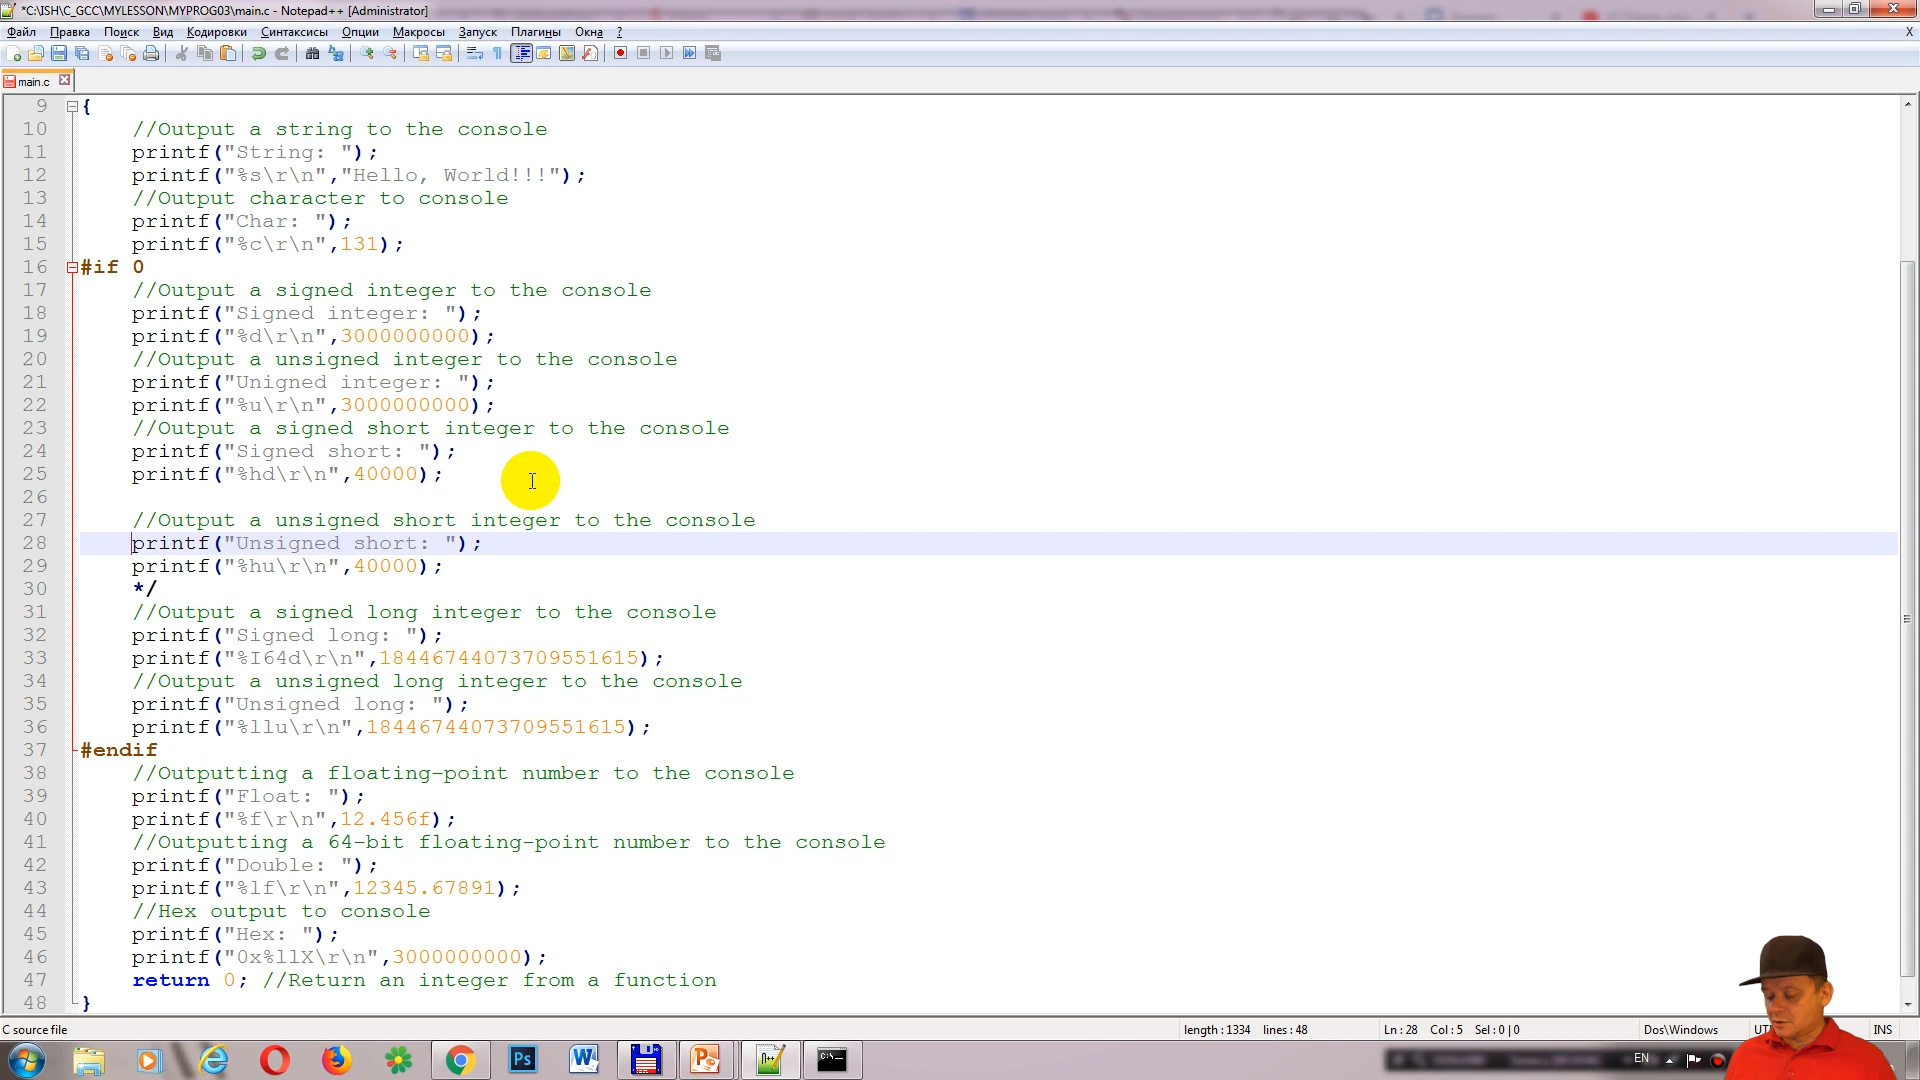 *C:\ISH\C_GCC\MYLESSON\MYPROG03\main.c - Notepad++ [Administrator]
Файл Правка Поиск Вид Кодировки Синтаксисы Опции Макросы Запуск Плагины Окна ? X
main.c
9 {
10 //Output a string to the console
11 printf("String: ");
12 printf("%s\r\n","Hello, World!!!");
13 //Output character to console
14 printf("Char: ");
15 printf("%c\r\n",131);
16 #if 0
17 //Output a signed integer to the console
18 printf("Signed integer: ");
19 printf("%d\r\n",3000000000);
20 //Output a unsigned integer to the console
21 printf("Unigned integer: ");
22 printf("%u\r\n",3000000000);
23 //Output a signed short integer to the console
24 printf("Signed short: ");
25 printf("%hd\r\n",40000);
26
27 //Output a unsigned short integer to the console
28 printf("Unsigned short: ");
29 printf("%hu\r\n",40000);
30 */
31 //Output a signed long integer to the console
32 printf("Signed long: ");
33 printf("%I64d\r\n",18446744073709551615);
34 //Output a unsigned long integer to the console
35 printf("Unsigned long: ");
36 printf("%llu\r\n",18446744073709551615);
37 #endif
38 //Outputting a floating-point number to the console
39 printf("Float: ");
40 printf("%f\r\n",12.456f);
41 //Outputting a 64-bit floating-point number to the console
42 printf("Double: ");
43 printf("%lf\r\n",12345.67891);
44 //Hex output to console
45 printf("Hex: ");
46 printf("0x%llX\r\n",3000000000);
47 return 0; //Return an integer from a function
48 }
C source file length : 1334 lines : 48 Ln : 28 Col : 5 Sel : 0 | 0 Dos\Windows INS
Ps W P C:\ EN